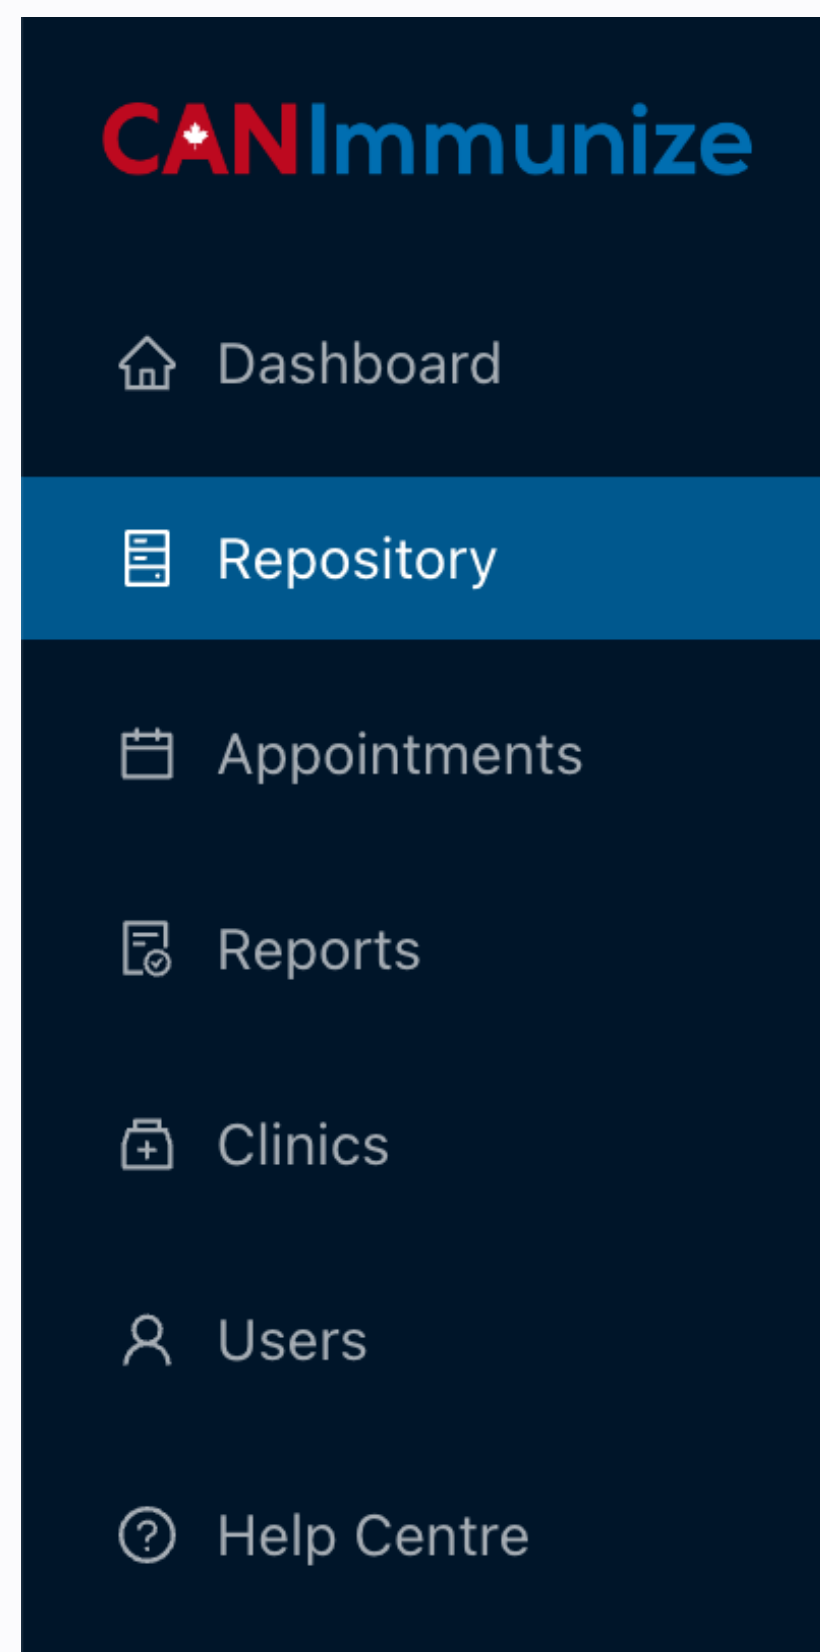 CANImmunize
Dashboard
Repository
Appointments
Reports
Clinics
Users
Help Centre